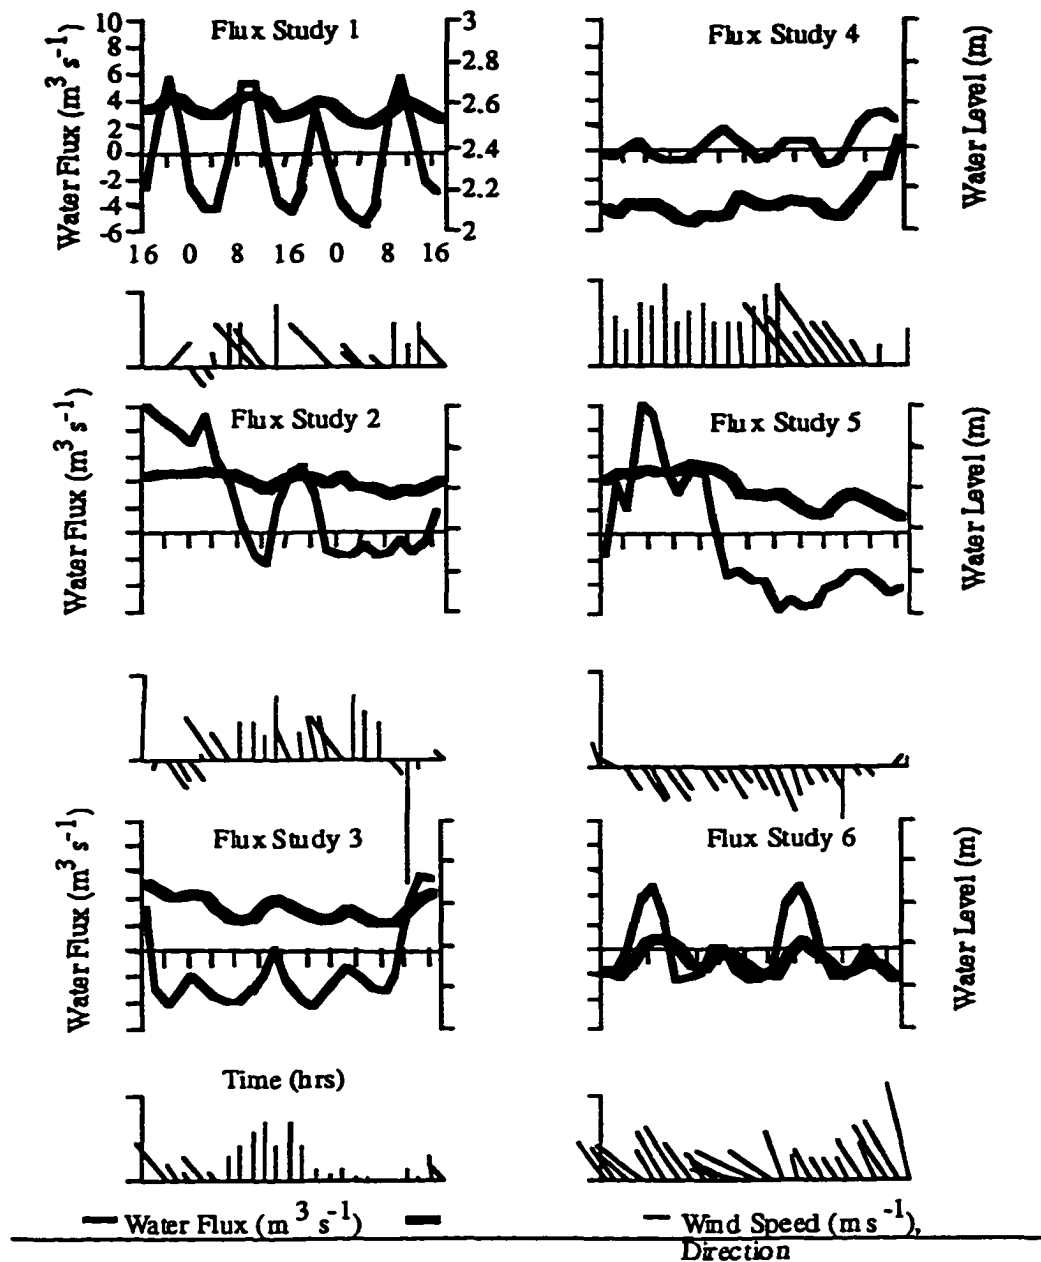 Flux Study 1
Water Flux (m3 s-1)
10
8
6
4
2
0
-2
-4
-6
3
2.8
2.6
2.4
2.2
2
16 0 8 16 0 8 16
Flux Study 4
Water Level (m)
Flux Study 2
Water Flux (m3 s-1)
Flux Study 5
Water Level (m)
Flux Study 3
Water Flux (m3 s-1)
Flux Study 6
Water Level (m)
Time (hrs)
Water Flux (m3 s-1)
Wind Speed (m s-1),
Direction